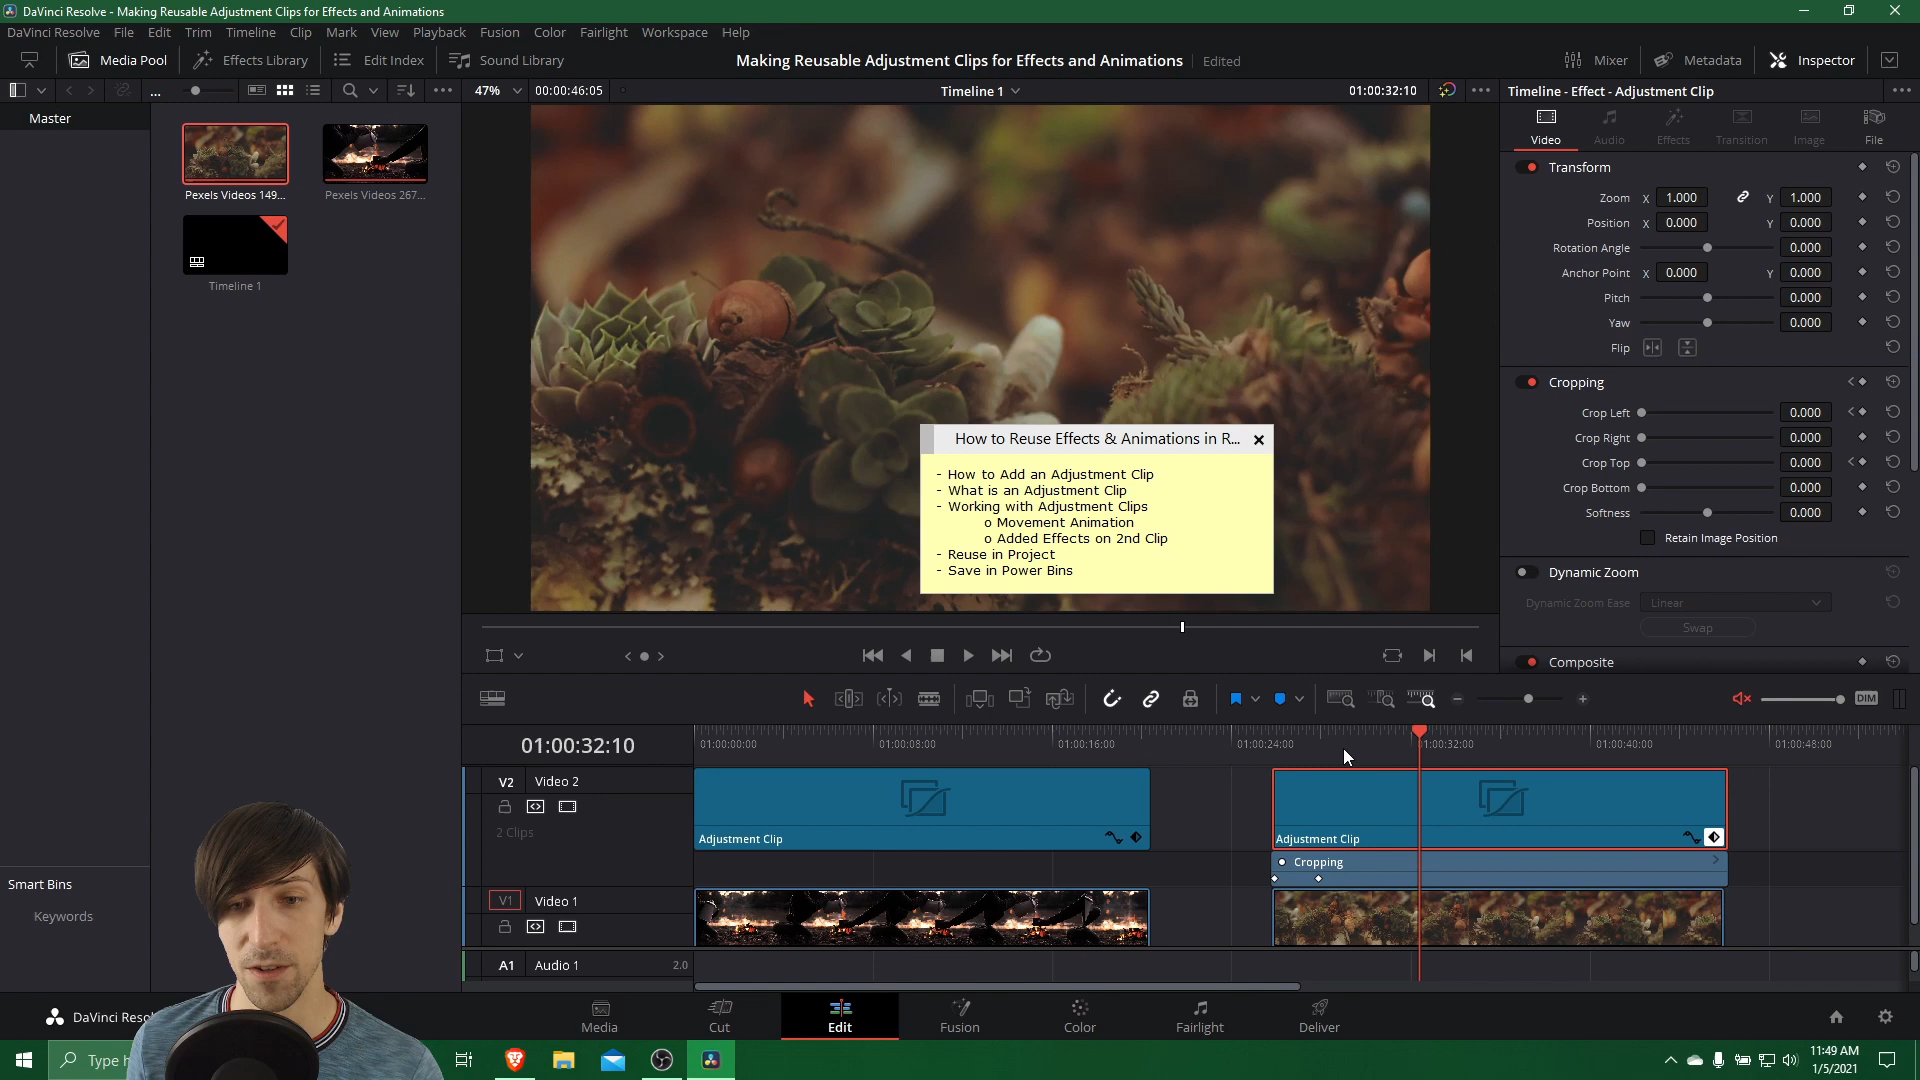 DaVinci Resolve - Making Reusable Adjustment Clips for Effects and Animations
DaVinci Resolve File Edit Trim Timeline Clip Mark View Playback Fusion Color Fairlight Workspace Help
Media Pool Effects Library Edit Index Sound Library Making Reusable Adjustment Clips for Effects and Animations Edited Mixer Metadata Inspector
... 47% 00:00:46:05 Timeline 1 01:00:32:10 Timeline - Effect - Adjustment Clip
Master
Pexels Videos 149...
Pexels Videos 267...
Timeline 1
Smart Bins
Keywords
Video Audio Effects Transition Image File
Transform
Zoom X 1.000 Y 1.000
Position X 0.000 Y 0.000
Rotation Angle 0.000
Anchor Point X 0.000 Y 0.000
Pitch 0.000
Yaw 0.000
Flip
Cropping
Crop Left 0.000
Crop Right 0.000
Crop Top 0.000
Crop Bottom 0.000
Softness 0.000
Retain Image Position
Dynamic Zoom
Dynamic Zoom Ease Linear
Swap
Composite
How to Reuse Effects & Animations in R...
- How to Add an Adjustment Clip
- What is an Adjustment Clip
- Working with Adjustment Clips
o Movement Animation
o Added Effects on 2nd Clip
- Reuse in Project
- Save in Power Bins
DIM
01:00:32:10 01:00:00:00 01:00:08:00 01:00:16:00 01:00:24:00 01:00:32:00 01:00:40:00 01:00:48:00
V2 Video 2
2 Clips
Adjustment Clip
Adjustment Clip
Cropping
V1 Video 1
A1 Audio 1 2.0
DaVinci Resol
Media Cut Edit Fusion Color Fairlight Deliver
Type h
11:49 AM
1/5/2021